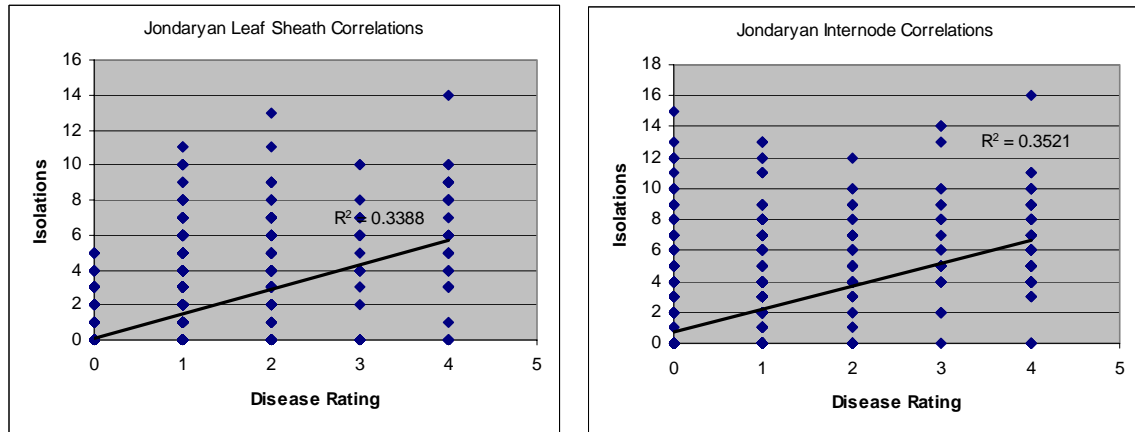 Jondaryan Leaf Sheath Correlations
16
14
12
10
8
6
4
2
0
0 1 2 3 4 5
Isolations
Disease Rating
R² = 0.3388
Jondaryan Internode Correlations
18
16
14
12
10
8
6
4
2
0
0 1 2 3 4 5
Isolations
Disease Rating
R² = 0.3521